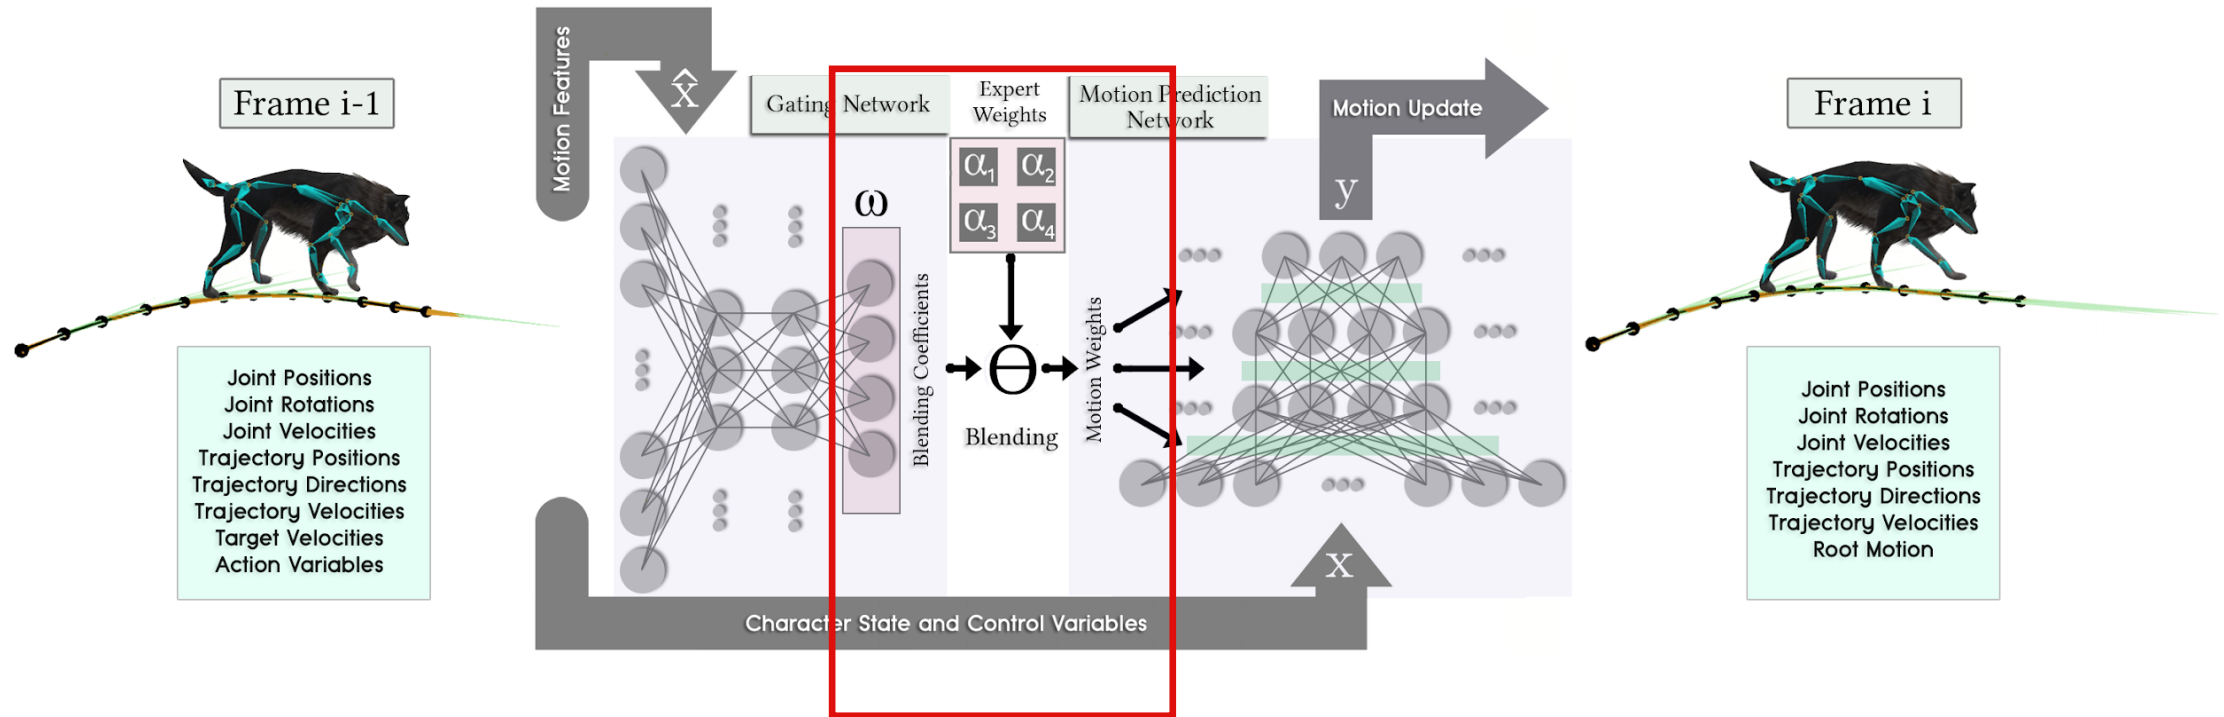 Frame i-1
Joint Positions
Joint Rotations
Joint Velocities
Trajectory Positions
Trajectory Directions
Trajectory Velocities
Target Velocities
Action Variables
Motion Features
x̂
Gating Network
ω
Blending Coefficients
Expert
Weights
α1 α2
α3 α4
Θ
Blending
Motion Weights
Motion Prediction
Network
Motion Update
y
X
Character State and Control Variables
Frame i
Joint Positions
Joint Rotations
Joint Velocities
Trajectory Positions
Trajectory Directions
Trajectory Velocities
Root Motion